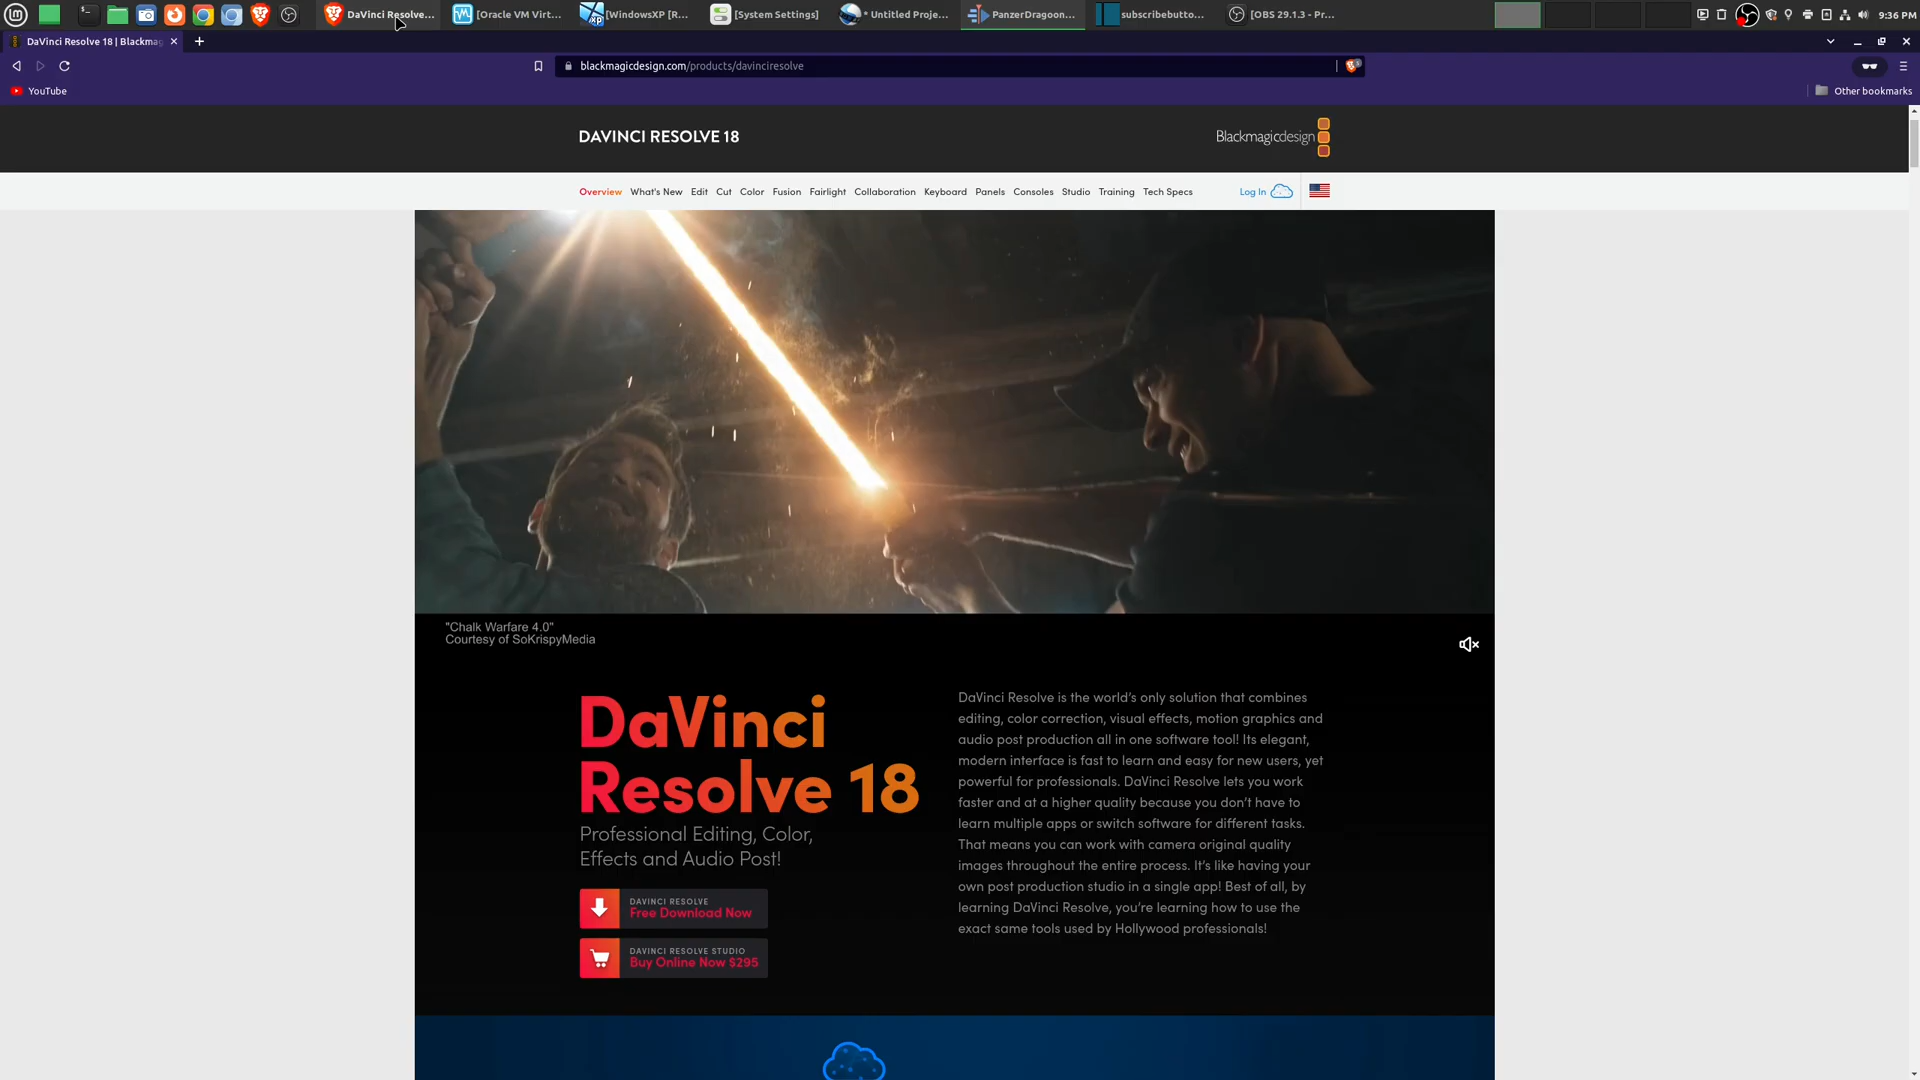 DaVinci Resolve...
[Oracle VM Virt...
[WindowsXP [R...
[System Settings]
* Untitled Proje...
PanzerDragoon...
subscribebutto...
[OBS 29.1.3 - Pr...
9:36 PM
DaVinci Resolve 18 | Blackmag
blackmagicdesign.com/products/davinciresolve
YouTube
Other bookmarks
DAVINCI RESOLVE 18
Blackmagicdesign
Overview What's New Edit Cut Color Fusion Fairlight Collaboration Keyboard Panels Consoles Studio Training Tech Specs
Log In
"Chalk Warfare 4.0"
Courtesy of SoKrispyMedia
DaVinci
Resolve 18
Professional Editing, Color,
Effects and Audio Post!
DAVINCI RESOLVE
Free Download Now
DAVINCI RESOLVE STUDIO
Buy Online Now $295
DaVinci Resolve is the world's only solution that combines
editing, color correction, visual effects, motion graphics and
audio post production all in one software tool! Its elegant,
modern interface is fast to learn and easy for new users, yet
powerful for professionals. DaVinci Resolve lets you work
faster and at a higher quality because you don't have to
learn multiple apps or switch software for different tasks.
That means you can work with camera original quality
images throughout the entire process. It's like having your
own post production studio in a single app! Best of all, by
learning DaVinci Resolve, you're learning how to use the
exact same tools used by Hollywood professionals!